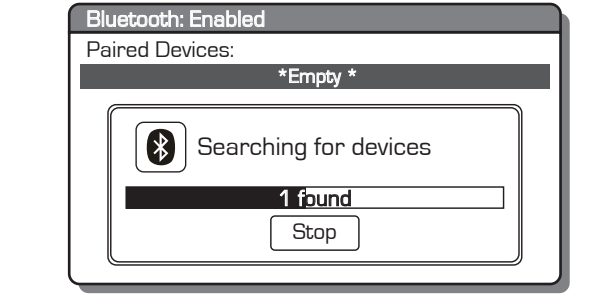 Bluetooth: Enabled
Paired Devices:
*Empty *
Searching for devices
1 found
Stop